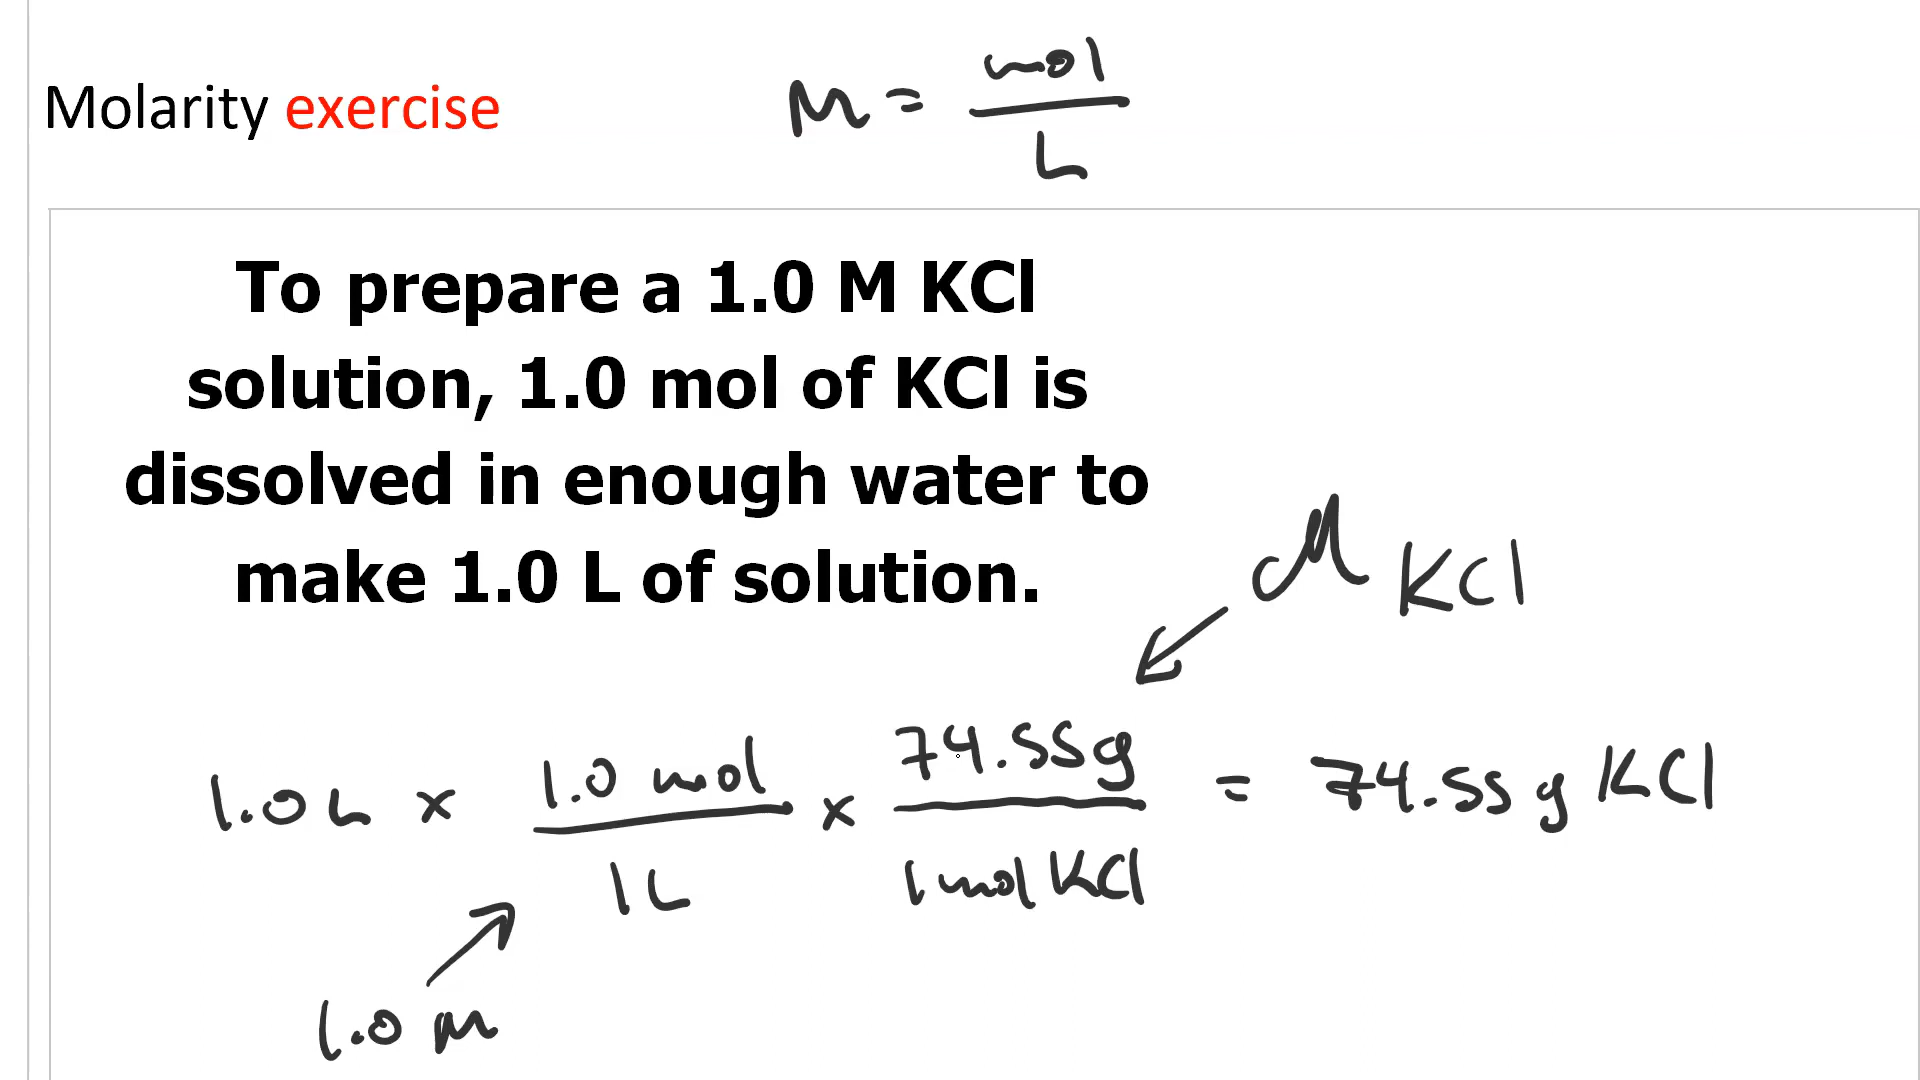 Molarity exercise
M = mol / L
To prepare a 1.0 M KCl
solution, 1.0 mol of KCl is
dissolved in enough water to
make 1.0 L of solution.
M KCl
1.0 L x 1.0 mol / 1 L x 74.55 g / 1 mol KCl = 74.55 g KCl
1.0 M